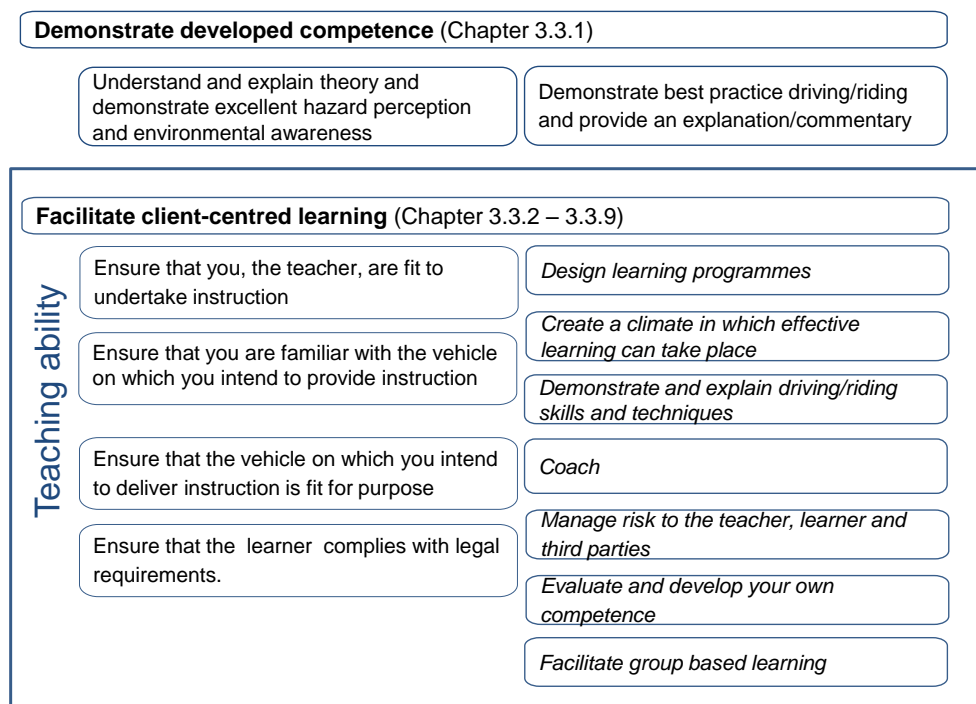 Demonstrate developed competence (Chapter 3.3.1)
Understand and explain theory and
demonstrate excellent hazard perception
and environmental awareness
Demonstrate best practice driving/riding
and provide an explanation/commentary
Facilitate client-centred learning (Chapter 3.3.2 – 3.3.9)
Teaching ability
Ensure that you, the teacher, are fit to
undertake instruction
Ensure that you are familiar with the vehicle
on which you intend to provide instruction
Ensure that the vehicle on which you intend
to deliver instruction is fit for purpose
Ensure that the learner complies with legal
requirements.
Design learning programmes
Create a climate in which effective
learning can take place
Demonstrate and explain driving/riding
skills and techniques
Coach
Manage risk to the teacher, learner and
third parties
Evaluate and develop your own
competence
Facilitate group based learning